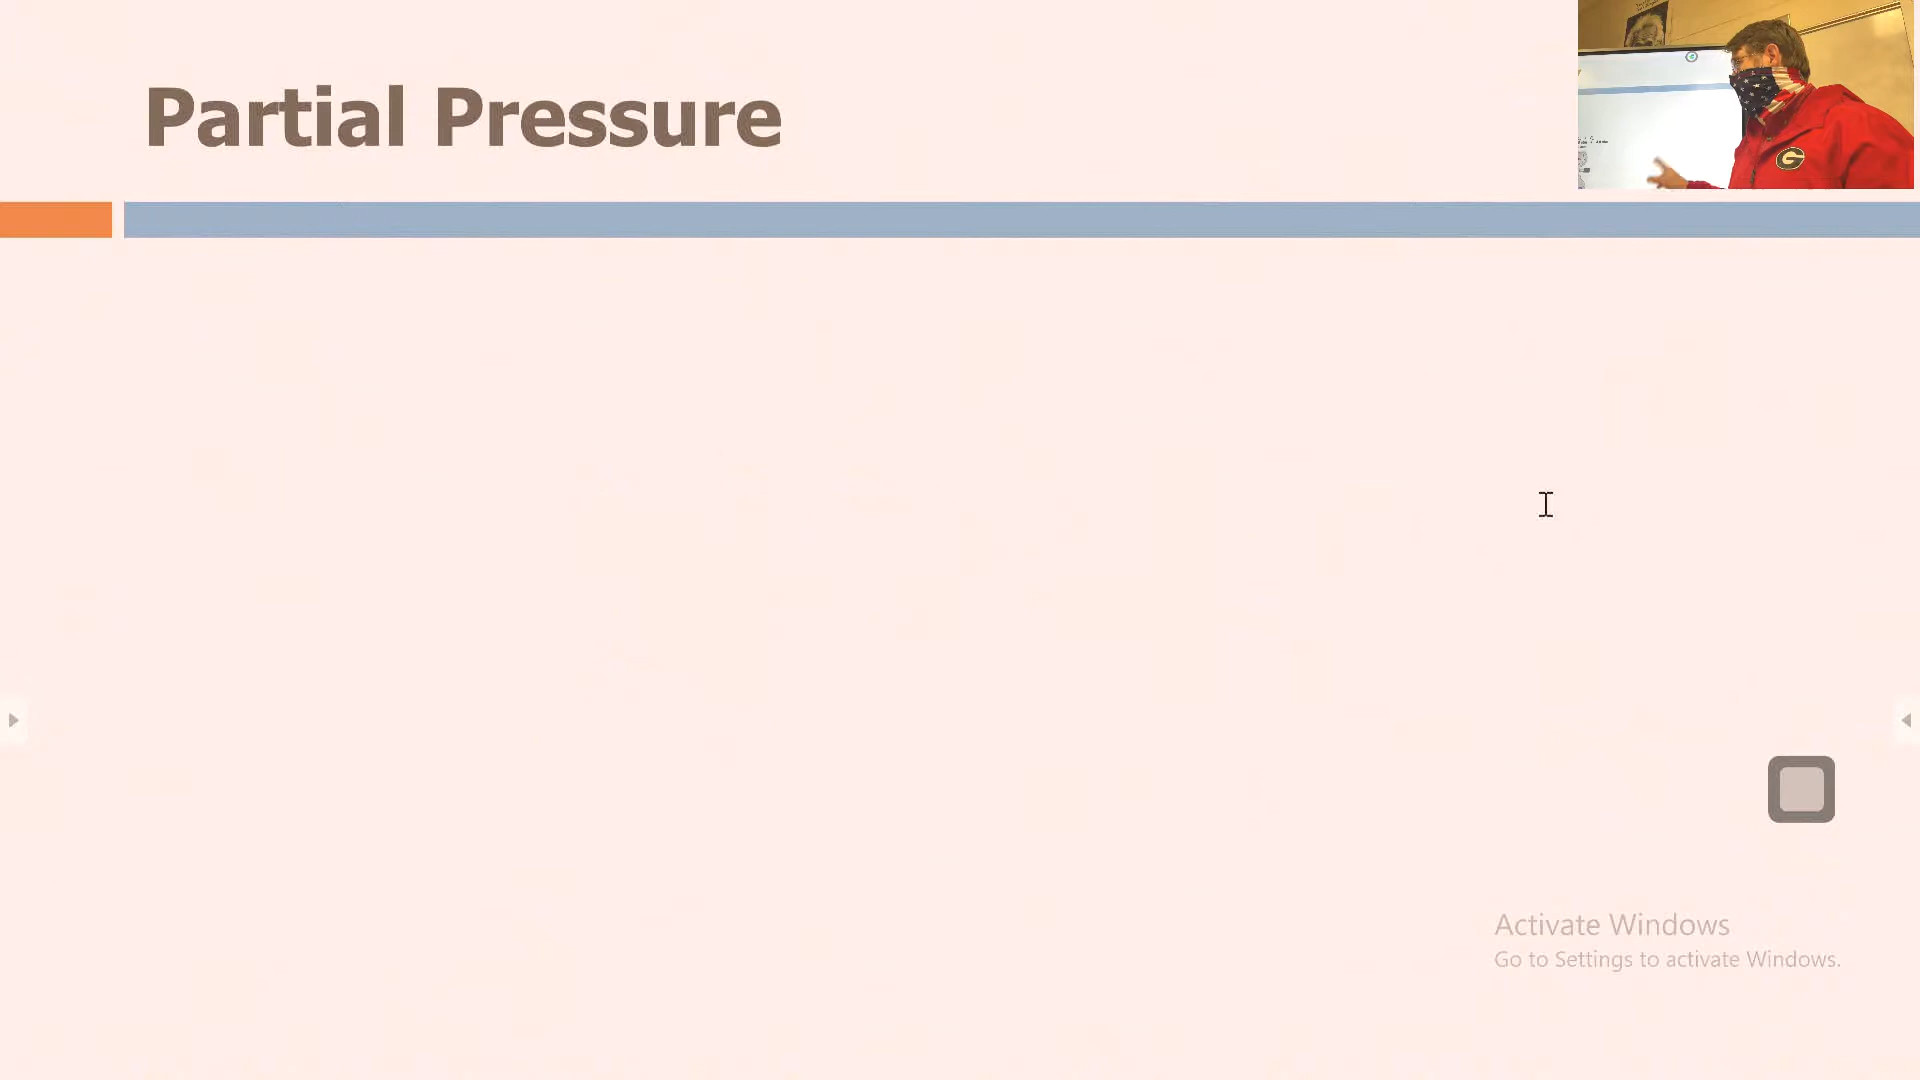 Partial Pressure
G
Activate Windows
Go to Settings to activate Windows.